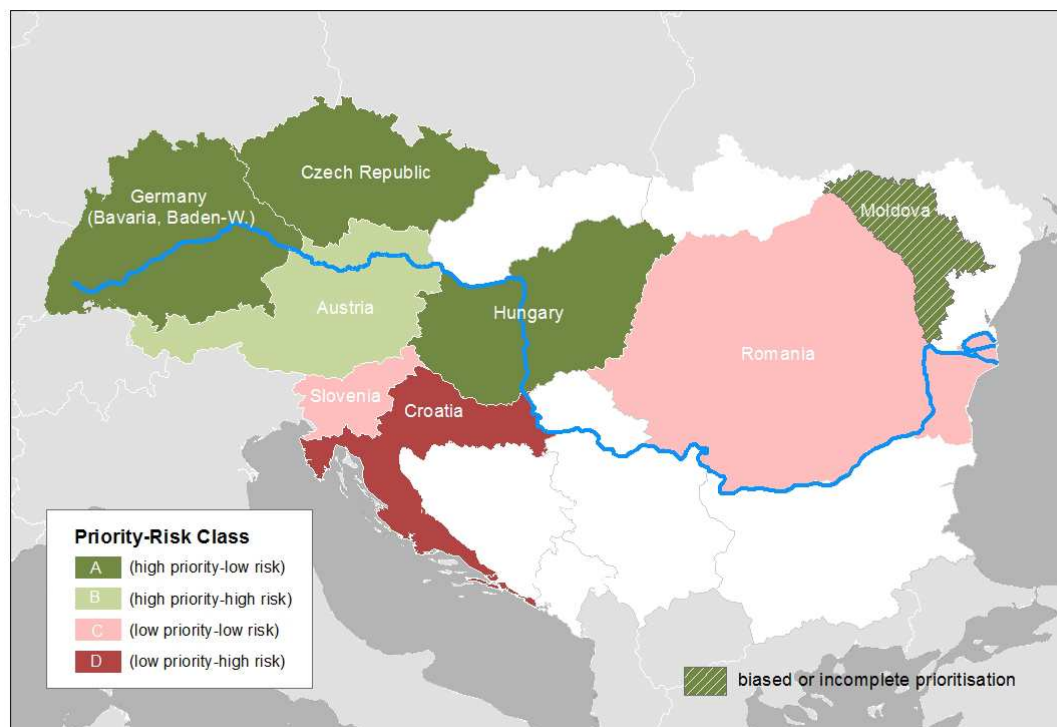 Czech Republic
Germany
(Bavaria, Baden-W.)
Moldova
Austria
Hungary
Romania
Slovenia
Croatia
Priority-Risk Class
A (high priority-low risk)
B (high priority-high risk)
C (low priority-low risk)
D (low priority-high risk)
biased or incomplete prioritisation